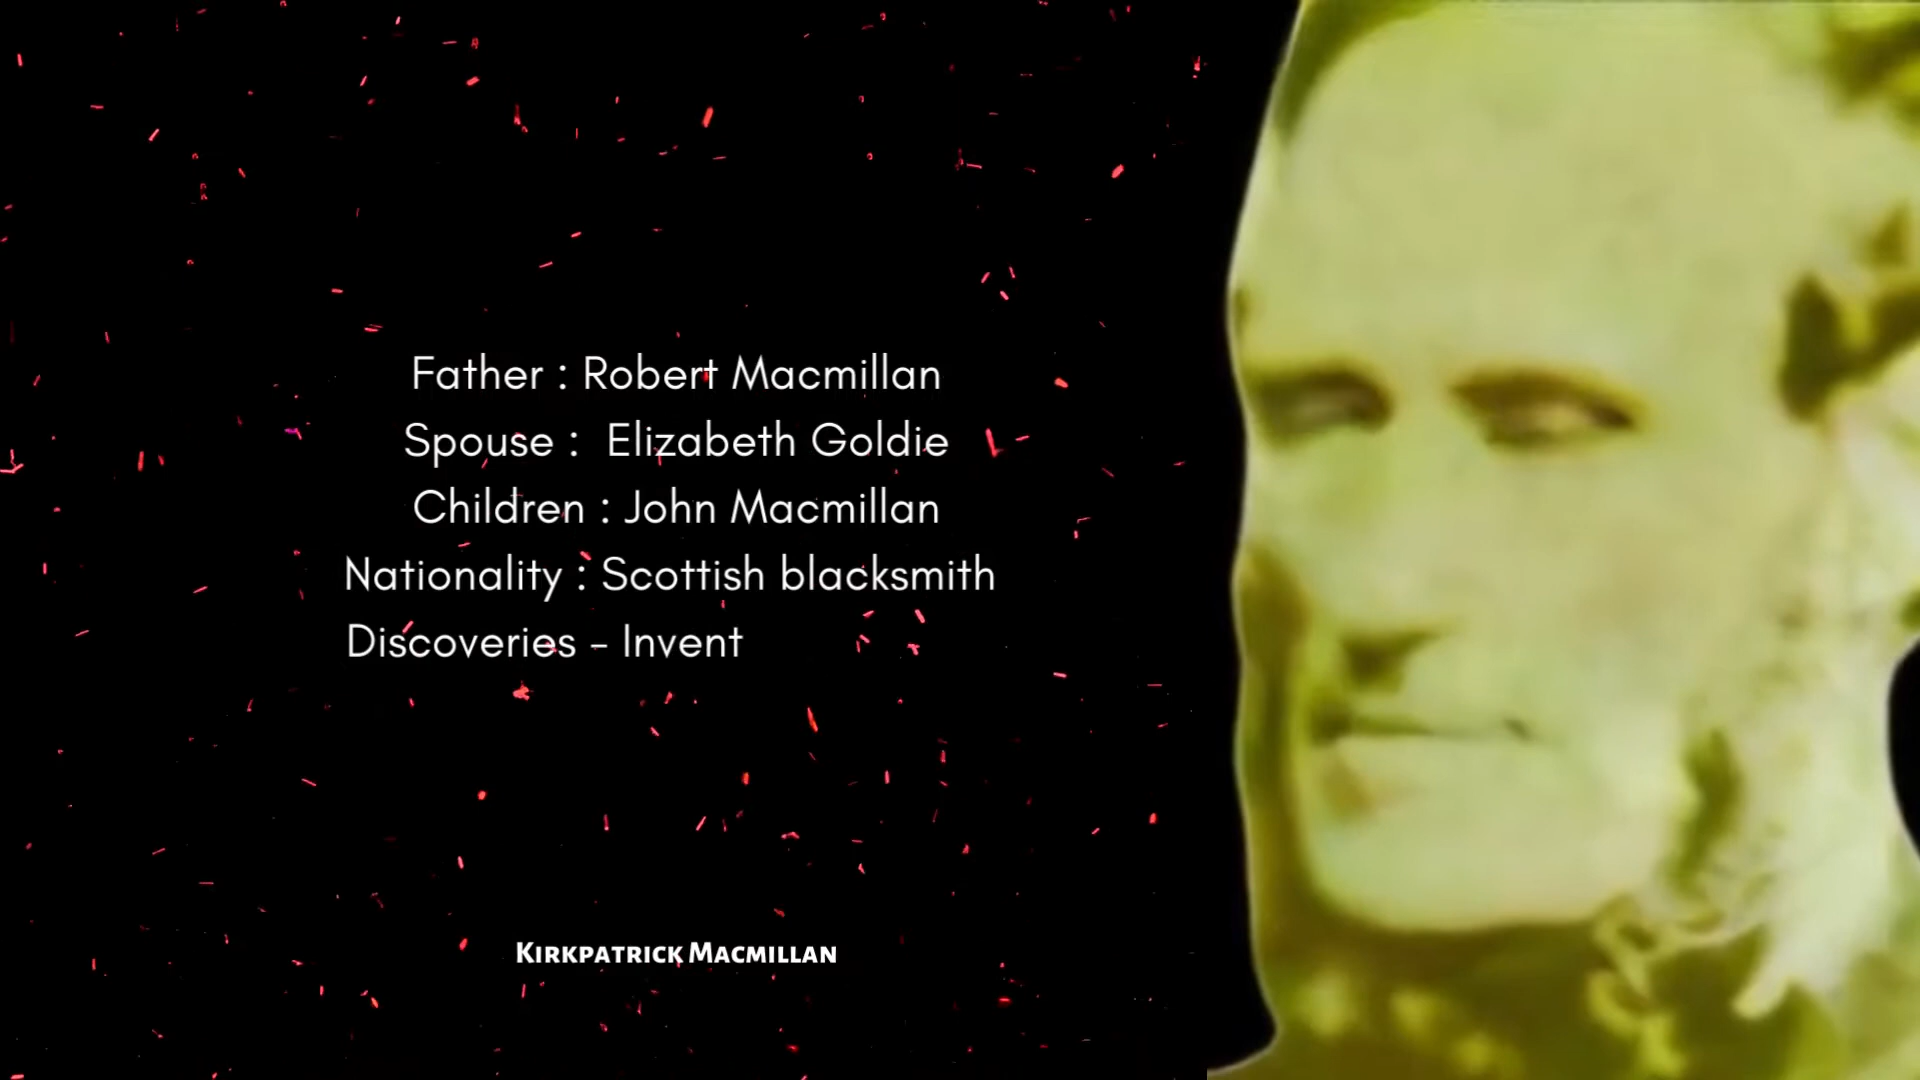 Father : Robert Macmillan
Spouse :  Elizabeth Goldie
Children : John Macmillan
Nationality : Scottish blacksmith
Discoveries - Invent
Kirkpatrick Macmillan